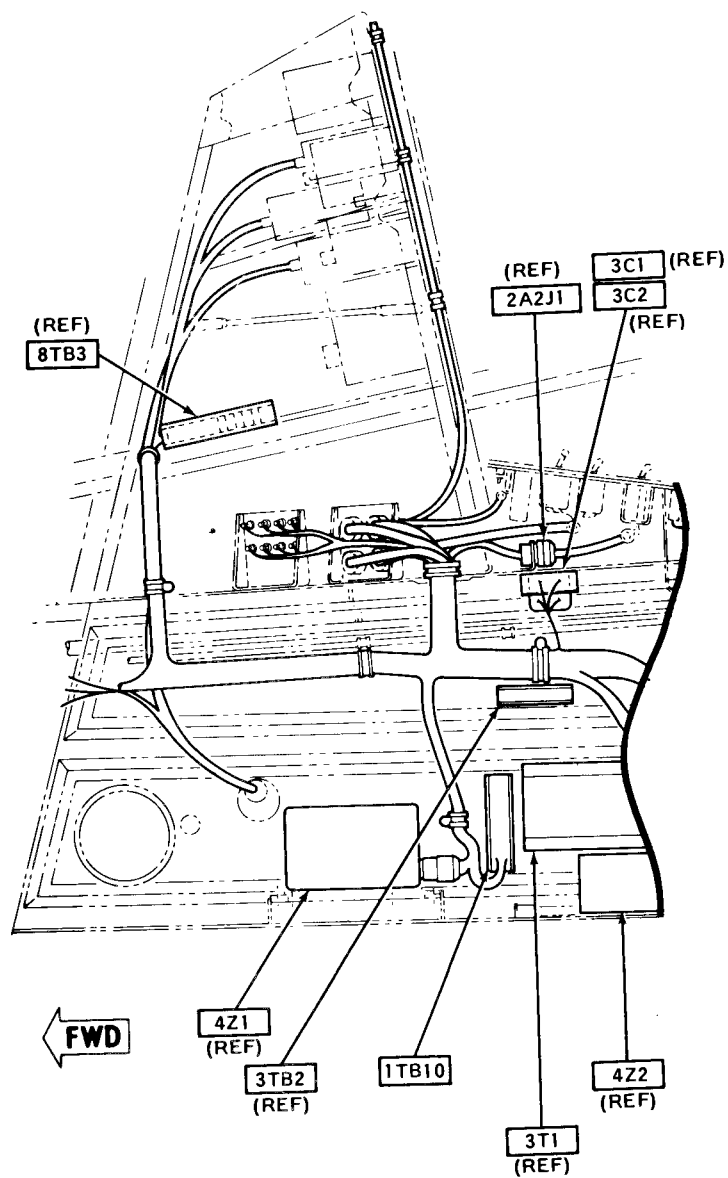 (REF)
3C1 (REF)
2A2J1
3C2
(REF)
(REF)
8TB3
FWD
4Z1
(REF)
3TB2
(REF)
1TB10
4Z2
(REF)
3T1
(REF)